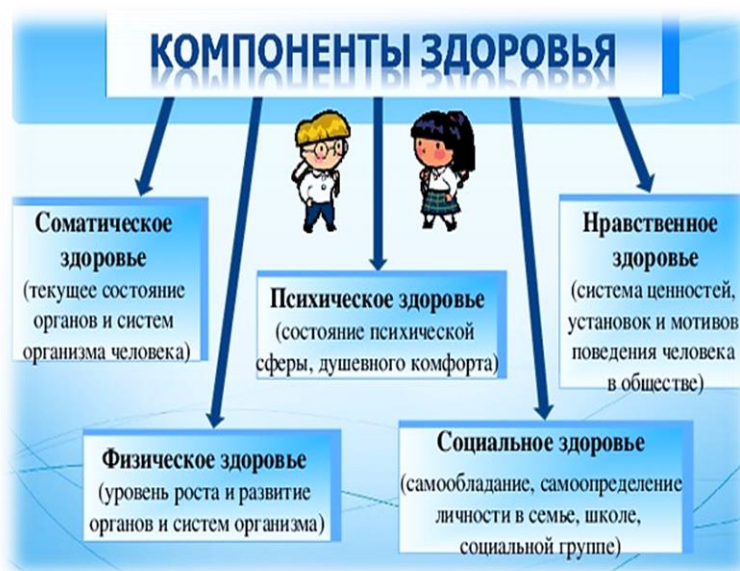 КОМПОНЕНТЫ ЗДОРОВЬЯ
Соматическое
здоровье
(текущее состояние
органов и систем
организма человека)
Физическое здоровье
(уровень роста и развитие
органов и систем организма)
Психическое здоровье
(состояние психической
сферы, душевного комфорта)
Социальное здоровье
(самообладание, самоопределение
личности в семье, школе,
социальной группе)
Нравственное
здоровье
(система ценностей,
установок и мотивов
поведения человека
в обществе)